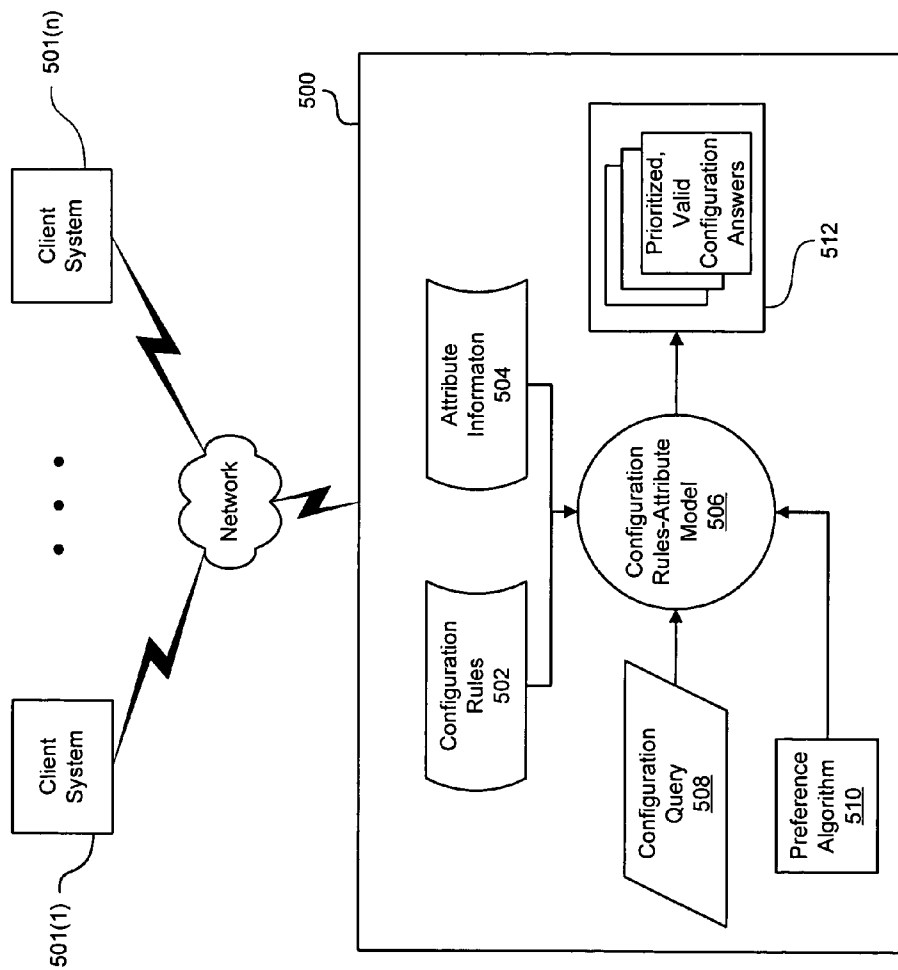 501(1)
Client
System
Client
System
501(n)
Network
500
Configuration
Rules
502
Attribute
Informaton
504
Configuration
Query
508
Configuration
Rules-Attribute
Model
506
Prioritized,
Valid
Configuration
Answers
512
Preference
Algorithm
510